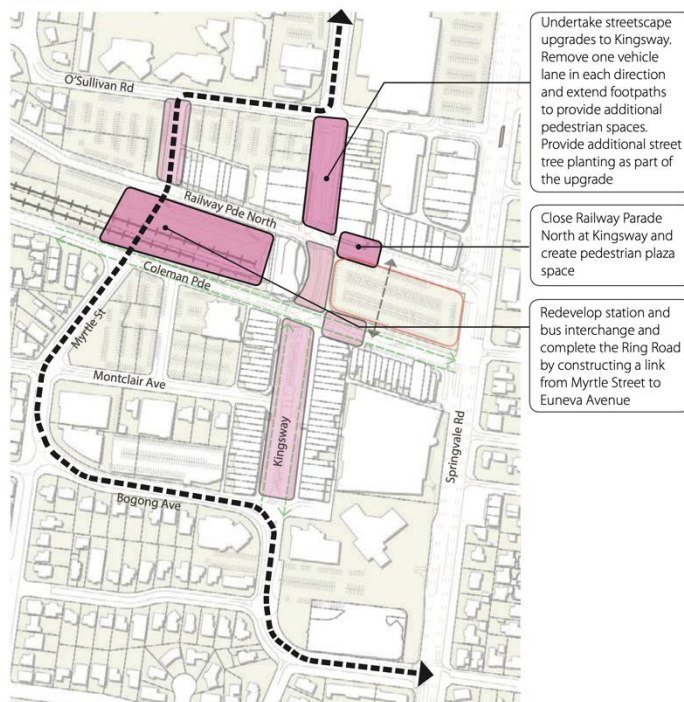 O'Sullivan Rd
Railway Pde North
Coleman Pde
Myrtle St
Montclair Ave
Kingsway
Springvale Rd
Bogong Ave
Undertake streetscape
upgrades to Kingsway.
Remove one vehicle
lane in each direction
and extend footpaths
to provide additional
pedestrian spaces.
Provide additional street
tree planting as part of
the upgrade
Close Railway Parade
North at Kingsway and
create pedestrian plaza
space
Redevelop station and
bus interchange and
complete the Ring Road
by constructing a link
from Myrtle Street to
Euneva Avenue